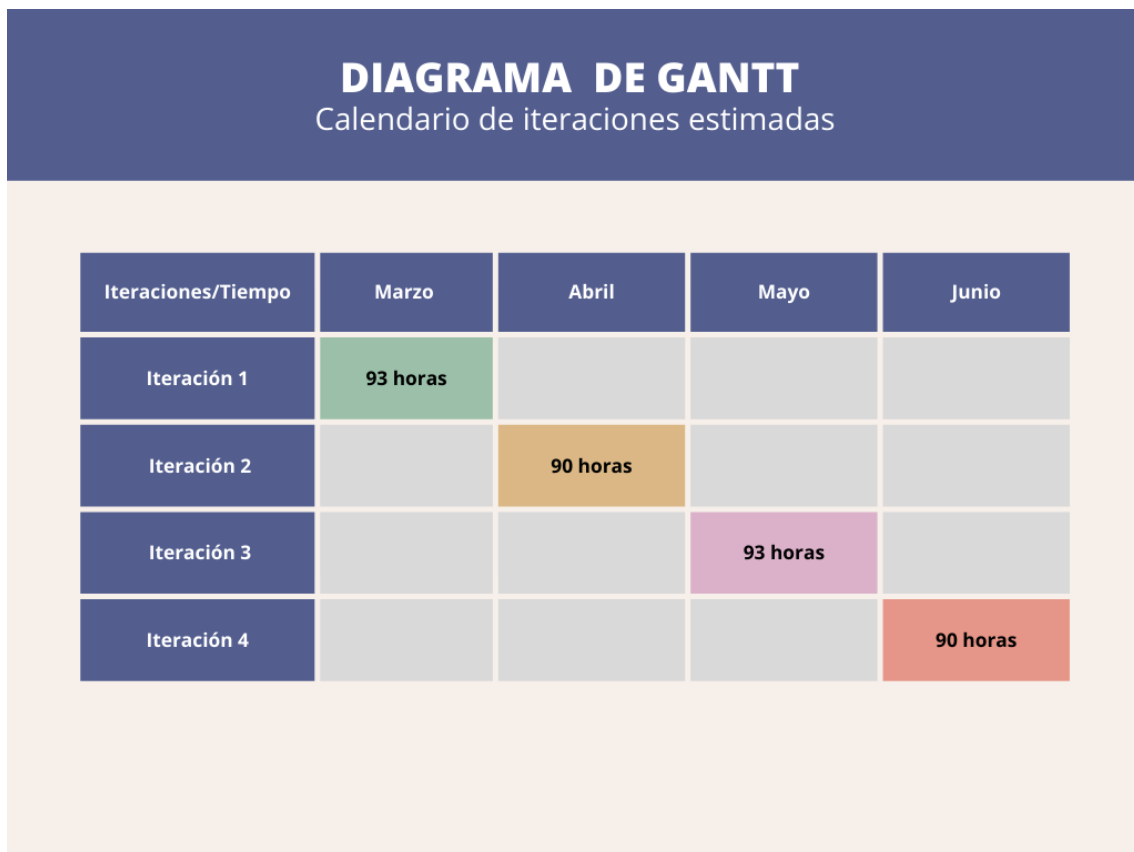 DIAGRAMA  DE GANTT
Calendario de iteraciones estimadas
Iteraciones/Tiempo Marzo Abril Mayo Junio
Iteración 1 93 horas
Iteración 2 90 horas
Iteración 3 93 horas
Iteración 4 90 horas